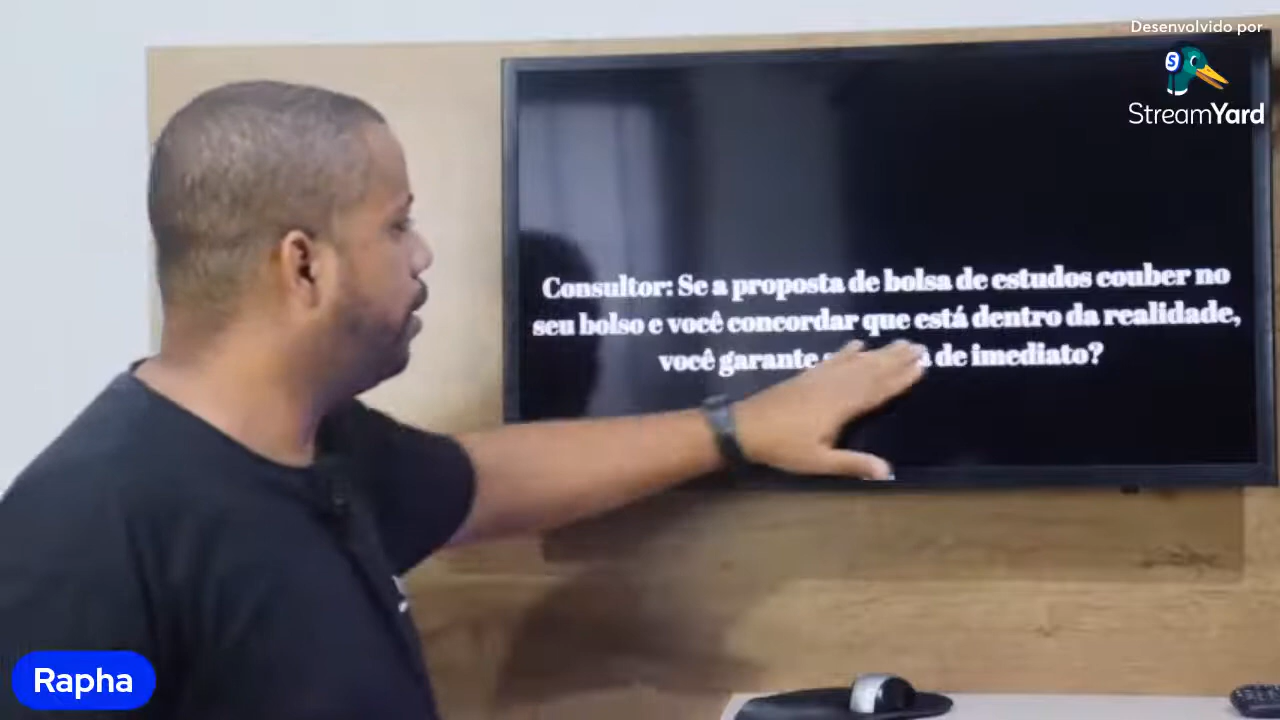 Desenvolvido por
StreamYard
Consultor: Se a proposta de bolsa de estudos couber no
seu bolso e você concordar que está dentro da realidade,
você garante de imediato?
Rapha